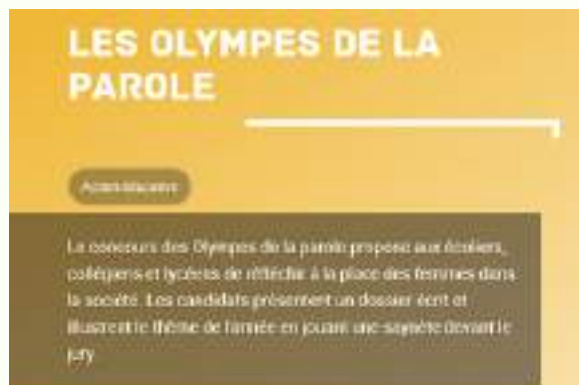 LES OLYMPES DE LA
PAROLE
Le concours des Olympes de la parole propose aux écoliers,
collégiens et lycéens de réfléchir à la place des femmes dans
la société. Les candidats présentent un dossier écrit et
illustrent le thème de l'année en jouant une saynète devant le
jury